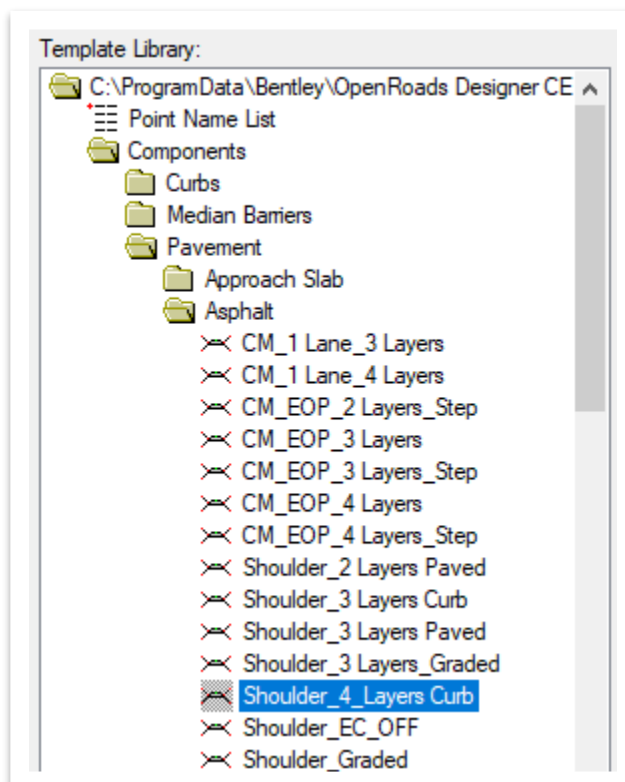 Template Library:
C:\ProgramData\Bentley\OpenRoads Designer CE
Point Name List
Components
Curbs
Median Barriers
Pavement
Approach Slab
Asphalt
CM_1 Lane_3 Layers
CM_1 Lane_4 Layers
CM_EOP_2 Layers_Step
CM_EOP_3 Layers
CM_EOP_3 Layers_Step
CM_EOP_4 Layers
CM_EOP_4 Layers_Step
Shoulder_2 Layers Paved
Shoulder_3 Layers Curb
Shoulder_3 Layers Paved
Shoulder_3 Layers_Graded
Shoulder_4_Layers Curb
Shoulder_EC_OFF
Shoulder_Graded